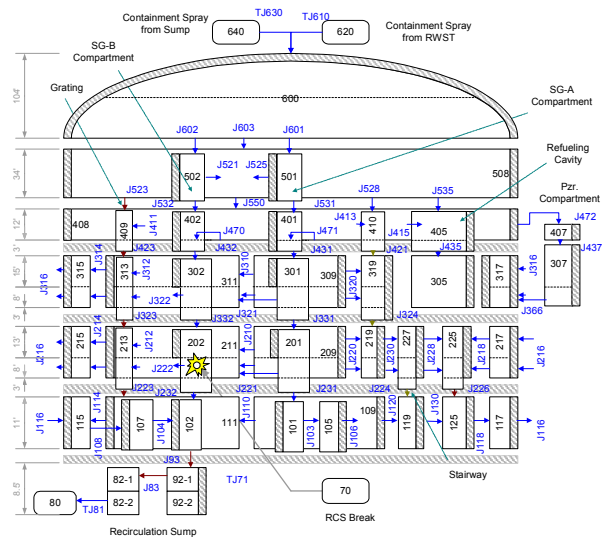 TJ630
TJ610
Containment Spray
from Sump
640
620
Containment Spray
from RWST
SG-B
Compartment
SG-A
Compartment
Grating
104'
600
J602
J603
J601
Refueling
Cavity
34'
502
J521
J525
501
508
Pzr.
Compartment
J523
J532
J550
J531
J528
J535
12'
408
409
J411
402
J470
401
J471
J413
410
J415
405
J472
407
3'
J314
J423
J432
J431
J421
J435
J437
15'
315
313
J312
302
311
J310
301
309
319
305
317
J316
307
J316
J320
3'
J322
J321
6'
J366
3'
J214
J323
J332
J331
J324
13'
215
213
J212
202
211
J210
201
209
J220
219
J230
227
J228
225
J218
217
J216
J216
8'
J222
3'
J223
J232
J221
J231
J224
J226
11'
J116
115
J114
J108
107
J104
102
111
J110
101
J103
105
J106
109
J120
119
J130
125
J118
117
J116
J93
8.5'
82-1
J83
92-1
TJ71
Stairway
80
TJ81
82-2
92-2
70
Recirculation Sump
RCS Break